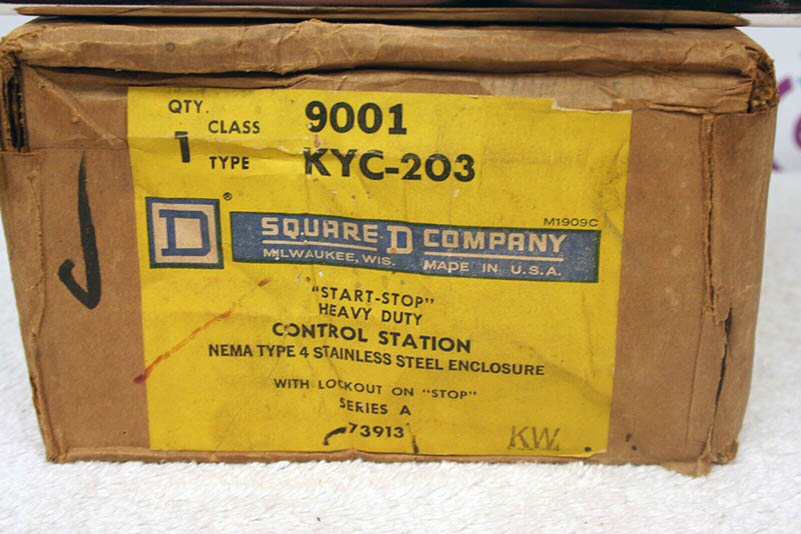 QTY. CLASS 9001
1 TYPE KYC-203
M1909C
D ® SQUARE D COMPANY
MILWAUKEE, WIS. MADE IN U.S.A.
"START-STOP"
HEAVY DUTY
CONTROL STATION
NEMA TYPE 4 STAINLESS STEEL ENCLOSURE
WITH LOCKOUT ON "STOP"
SERIES A
73913
KW.